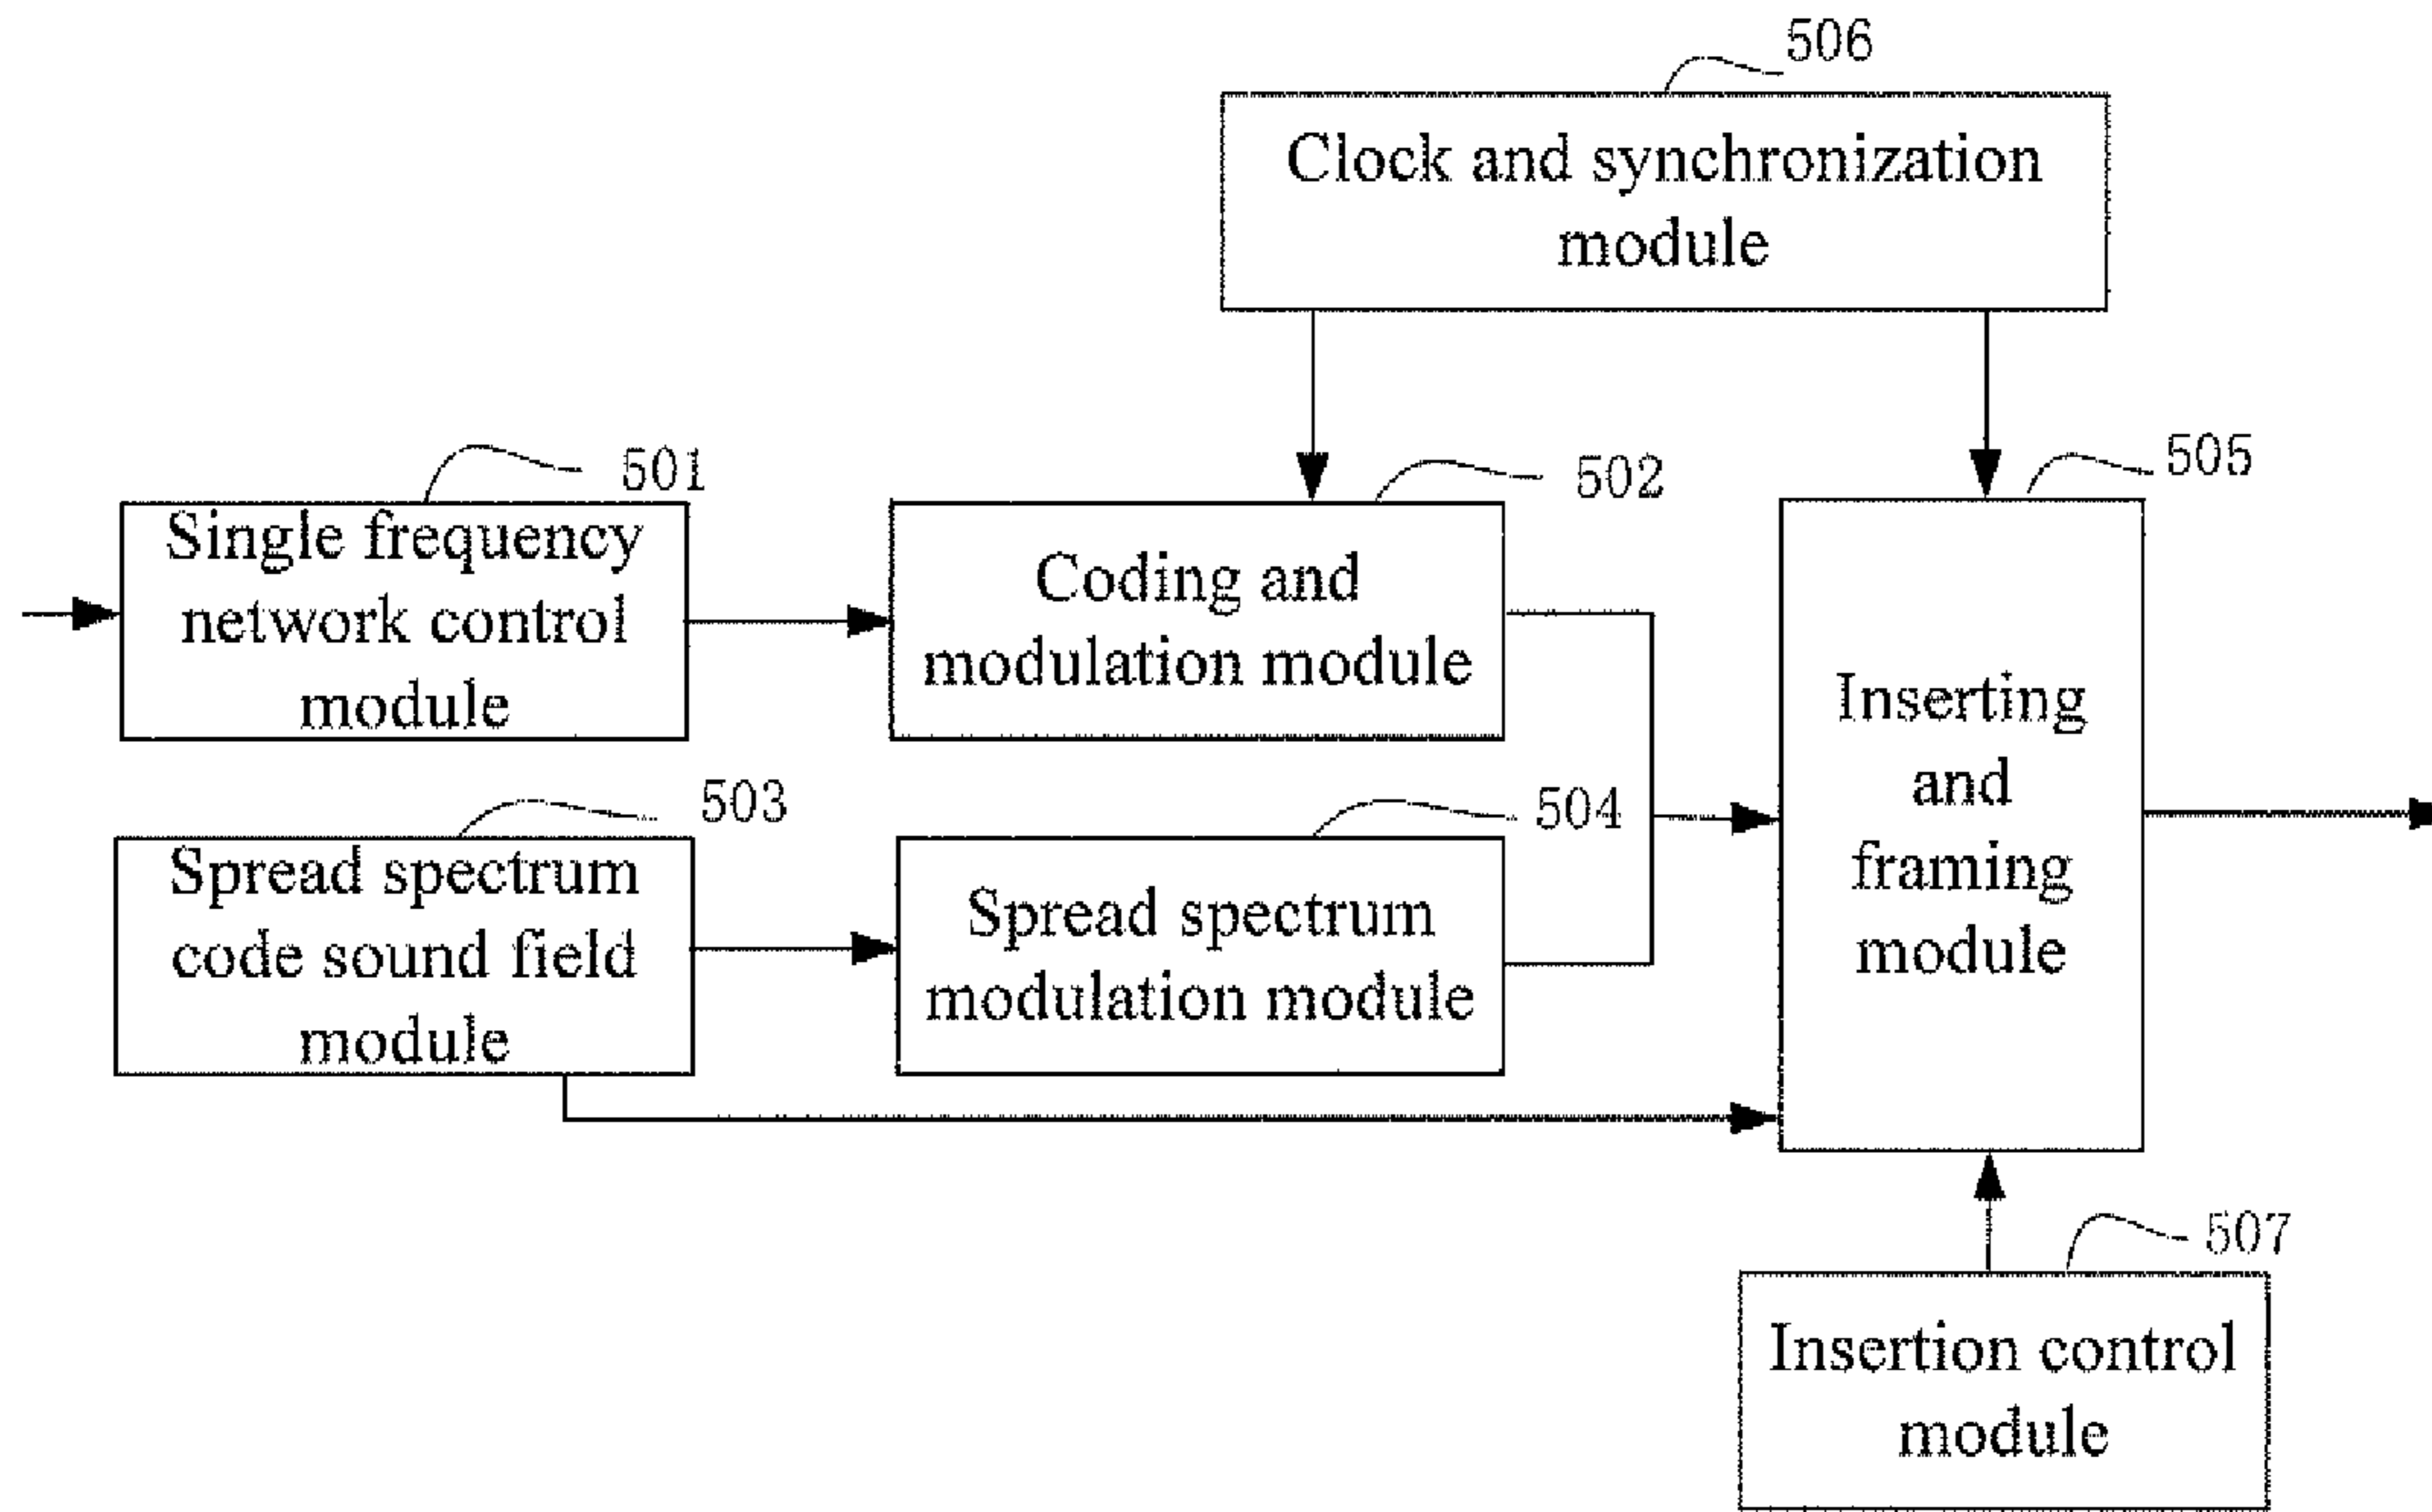 506
Clock and synchronization
module
501
Single frequency
network control
module
502
Coding and
modulation module
505
Inserting
and
framing
module
503
Spread spectrum
code sound field
module
504
Spread spectrum
modulation module
507
Insertion control
module